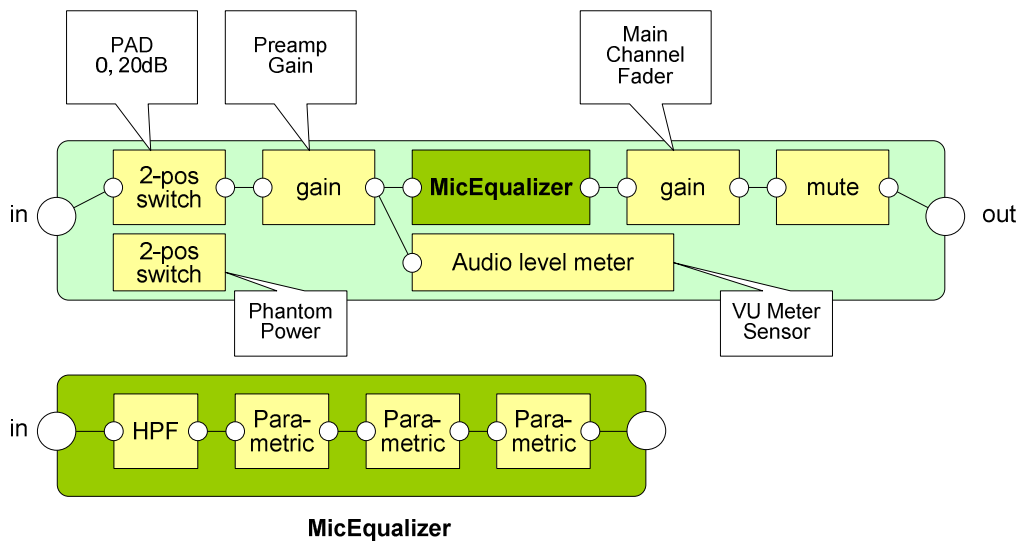 PAD
0, 20dB
Preamp
Gain
Main
Channel
Fader
in
2-pos
switch
gain
MicEqualizer
gain
mute
out
2-pos
switch
Audio level meter
Phantom
Power
VU Meter
Sensor
in
HPF
Para-
metric
Para-
metric
Para-
metric
MicEqualizer